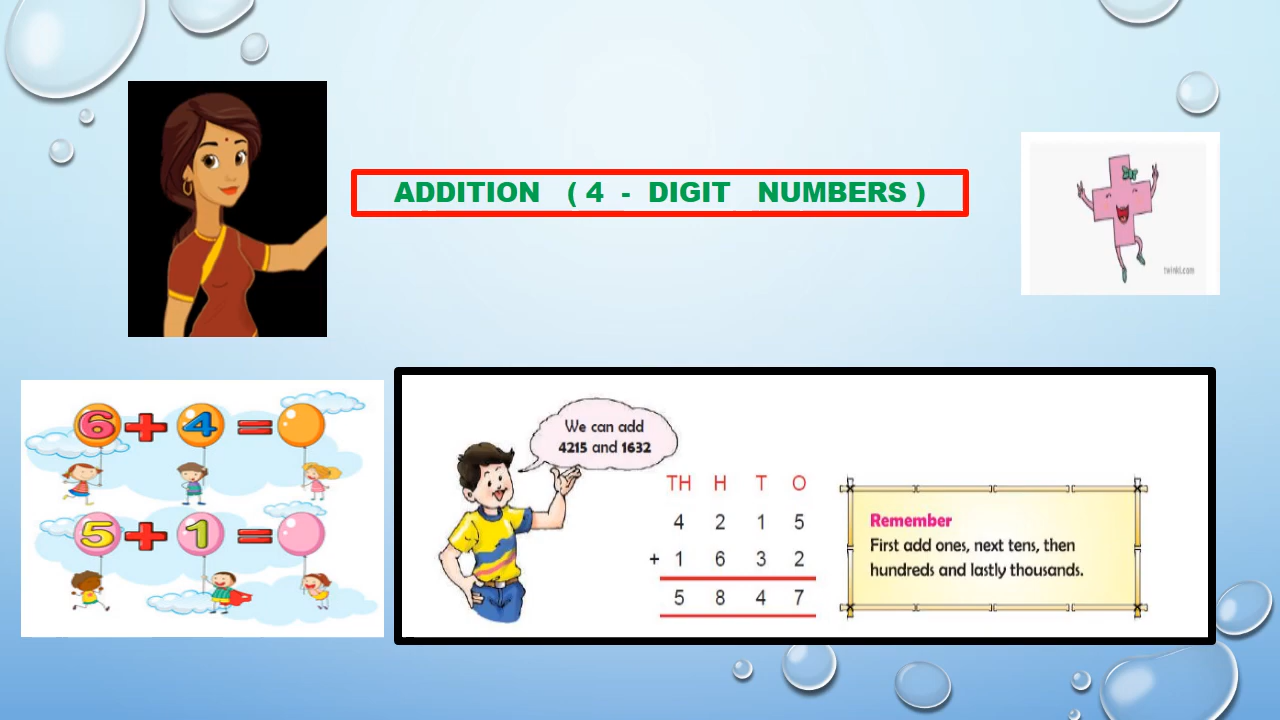 ADDITION ( 4 - DIGIT NUMBERS )
twinkl.com
6 + 4 =
5 + 1 =
We can add
4215 and 1632
TH H T O
4 2 1 5
+ 1 6 3 2
5 8 4 7
Remember
First add ones, next tens, then
hundreds and lastly thousands.